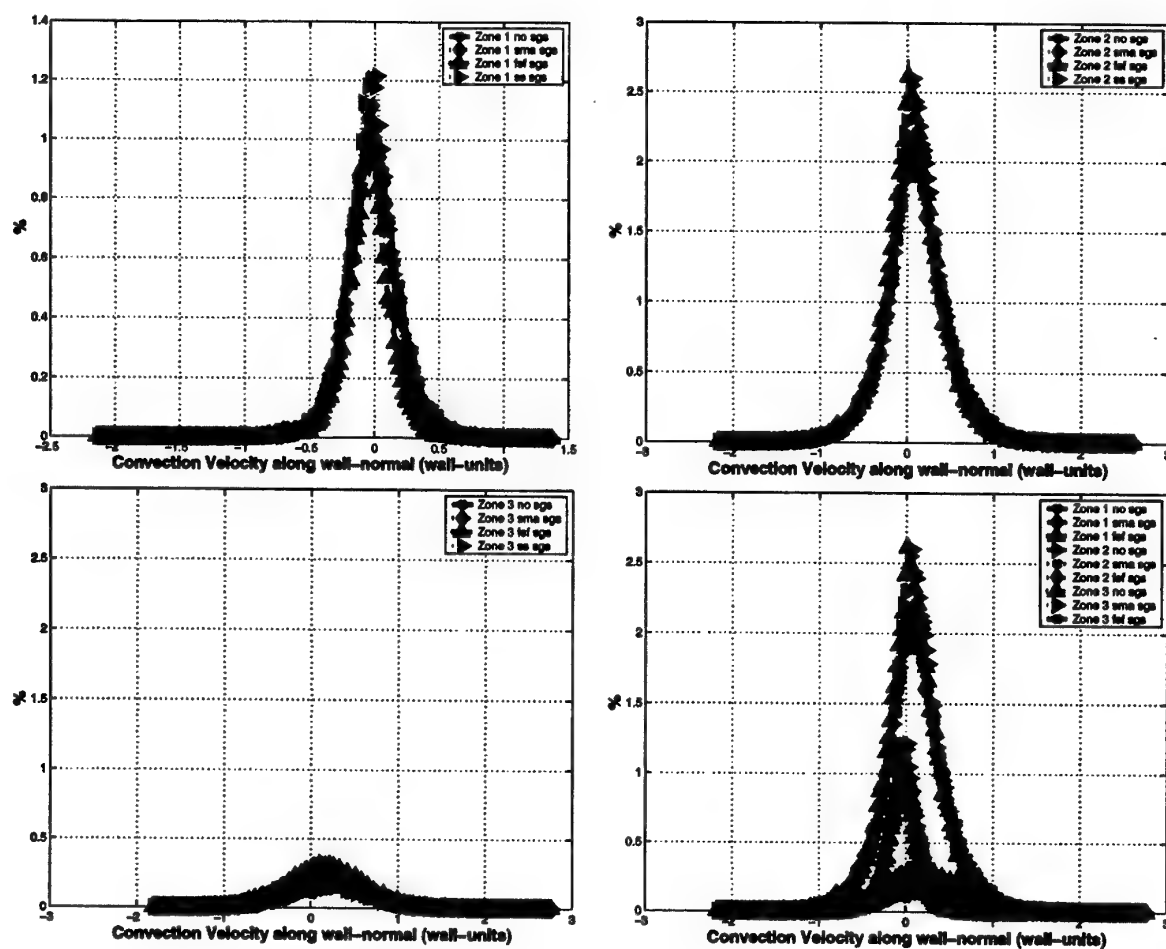 1.4
1.2
1
0.8
0.6
0.4
0.2
0
%
-2.5 -2 -1.5 -1 -0.5 0 0.5 1 1.5
Convection Velocity along wall-normal (wall-units)
Zone 1 no sgs
Zone 1 sma sgs
Zone 1 fsf sgs
Zone 1 ss sgs
3
2.5
2
1.5
1
0.5
0
%
-3 -2 -1 0 1 2 3
Convection Velocity along wall-normal (wall-units)
Zone 2 no sgs
Zone 2 sma sgs
Zone 2 fsf sgs
Zone 2 ss sgs
3
2.5
2
1.5
1
0.5
0
%
-3 -2 -1 0 1 2 3
Convection Velocity along wall-normal (wall-units)
Zone 3 no sgs
Zone 3 sma sgs
Zone 3 fsf sgs
Zone 3 ss sgs
3
2.5
2
1.5
1
0.5
0
%
-3 -2 -1 0 1 2 3
Convection Velocity along wall-normal (wall-units)
Zone 1 no sgs
Zone 1 sma sgs
Zone 1 fsf sgs
Zone 2 no sgs
Zone 2 sma sgs
Zone 2 fsf sgs
Zone 3 no sgs
Zone 3 sma sgs
Zone 3 fsf sgs